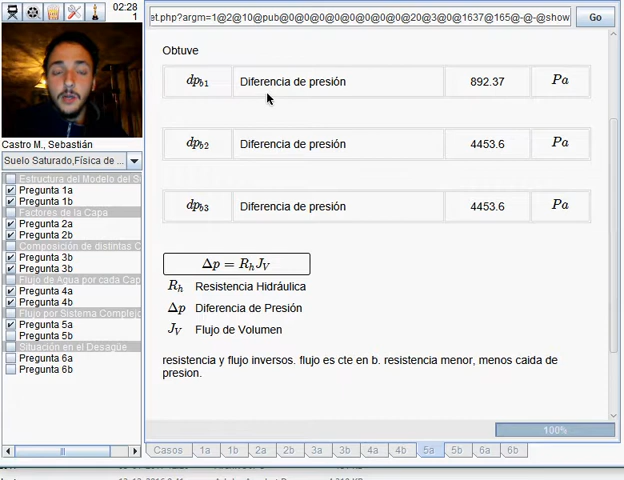 02:28
1
et.php?argm=1@2@10@pub@0@0@0@0@0@0@0@0@20@3@0@1637@165@-@-@show
Go
Castro M., Sebastián
Suelo Saturado,Física de ...
Estructura del Modelo del S
Pregunta 1a
Pregunta 1b
Factores de la Capa
Pregunta 2a
Pregunta 2b
Composición de distintas C
Pregunta 3b
Pregunta 3b
Flujo de Agua por cada Cap
Pregunta 4a
Pregunta 4b
Flujo por Sistema Complejo
Pregunta 5a
Pregunta 5b
Situación en el Desagüe
Pregunta 6a
Pregunta 6b
Obtuve
dp_b1 Diferencia de presión 892.37 Pa
dp_b2 Diferencia de presión 4453.6 Pa
dp_b3 Diferencia de presión 4453.6 Pa
Δp = R_h J_V
R_h Resistencia Hidráulica
Δp Diferencia de Presión
J_V Flujo de Volumen
resistencia y flujo inversos. flujo es cte en b. resistencia menor, menos caida de
presion.
100%
Casos 1a 1b 2a 2b 3a 3b 4a 4b 5a 5b 6a 6b